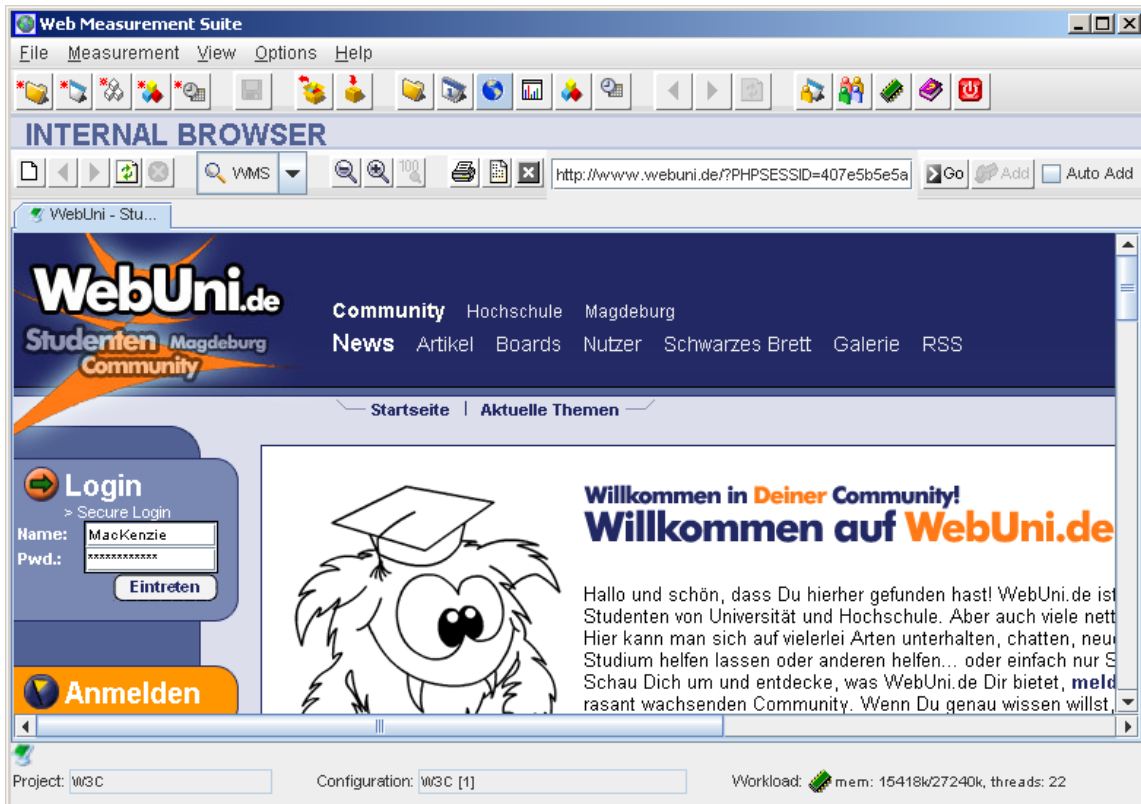 Web Measurement Suite
File Measurement View Options Help
INTERNAL BROWSER
WMS 100 http://www.webuni.de/?PHPSESSID=407e5b5e5a Go Add Auto Add
WebUni - Stu...
WebUni.de
Studenten Magdeburg
Community
Community Hochschule Magdeburg
News Artikel Boards Nutzer Schwarzes Brett Galerie RSS
Startseite | Aktuelle Themen
Login
> Secure Login
Name: MacKenzie
Pwd.: ************
Eintreten
Anmelden
Willkommen in Deiner Community!
Willkommen auf WebUni.de
Hallo und schön, dass Du hierher gefunden hast! WebUni.de ist
Studenten von Universität und Hochschule. Aber auch viele nett
Hier kann man sich auf vielerlei Arten unterhalten, chatten, neu
Studium helfen lassen oder anderen helfen... oder einfach nur S
Schau Dich um und entdecke, was WebUni.de Dir bietet, meld
rasant wachsenden Community. Wenn Du genau wissen willst,
Project: W3C Configuration: W3C [1] Workload: mem: 15418k/27240k, threads: 22